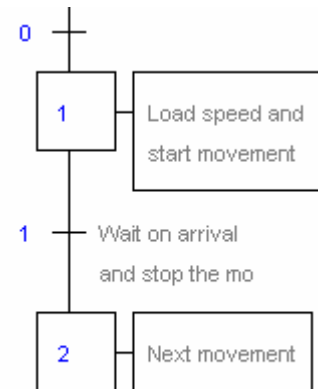 0
1
Load speed and
start movement
1
Wait on arrival
and stop the mo
2
Next movement